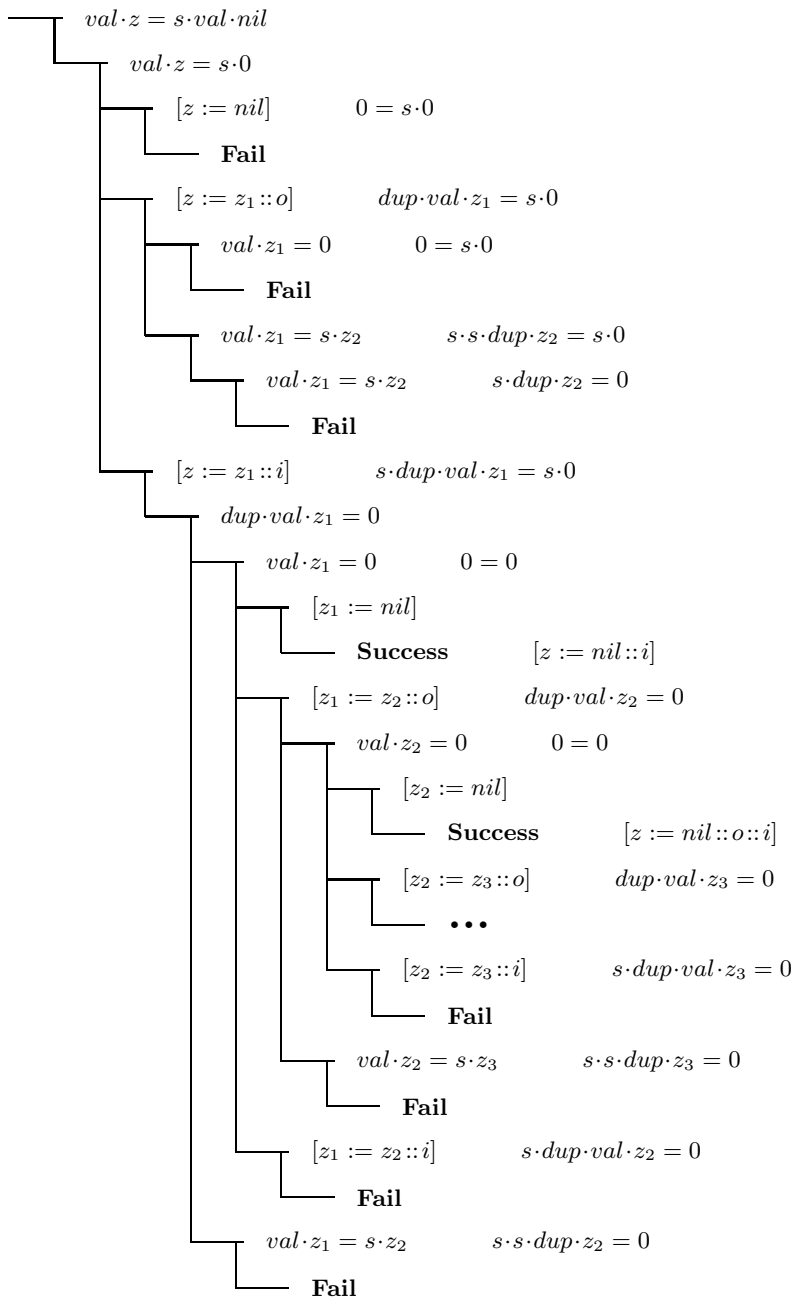 val·z = s·val·nil
val·z = s·0
[z := nil] 0 = s·0
Fail
[z := z₁::o] dup·val·z₁ = s·0
val·z₁ = 0 0 = s·0
Fail
val·z₁ = s·z₂ s·s·dup·z₂ = s·0
val·z₁ = s·z₂ s·dup·z₂ = 0
Fail
[z := z₁::i] s·dup·val·z₁ = s·0
dup·val·z₁ = 0
val·z₁ = 0 0 = 0
[z₁ := nil]
Success [z := nil::i]
[z₁ := z₂::o] dup·val·z₂ = 0
val·z₂ = 0 0 = 0
[z₂ := nil]
Success [z := nil::o::i]
[z₂ := z₃::o] dup·val·z₃ = 0
•••
[z₂ := z₃::i] s·dup·val·z₃ = 0
Fail
val·z₂ = s·z₃ s·s·dup·z₃ = 0
Fail
[z₁ := z₂::i] s·dup·val·z₂ = 0
Fail
val·z₁ = s·z₂ s·s·dup·z₂ = 0
Fail